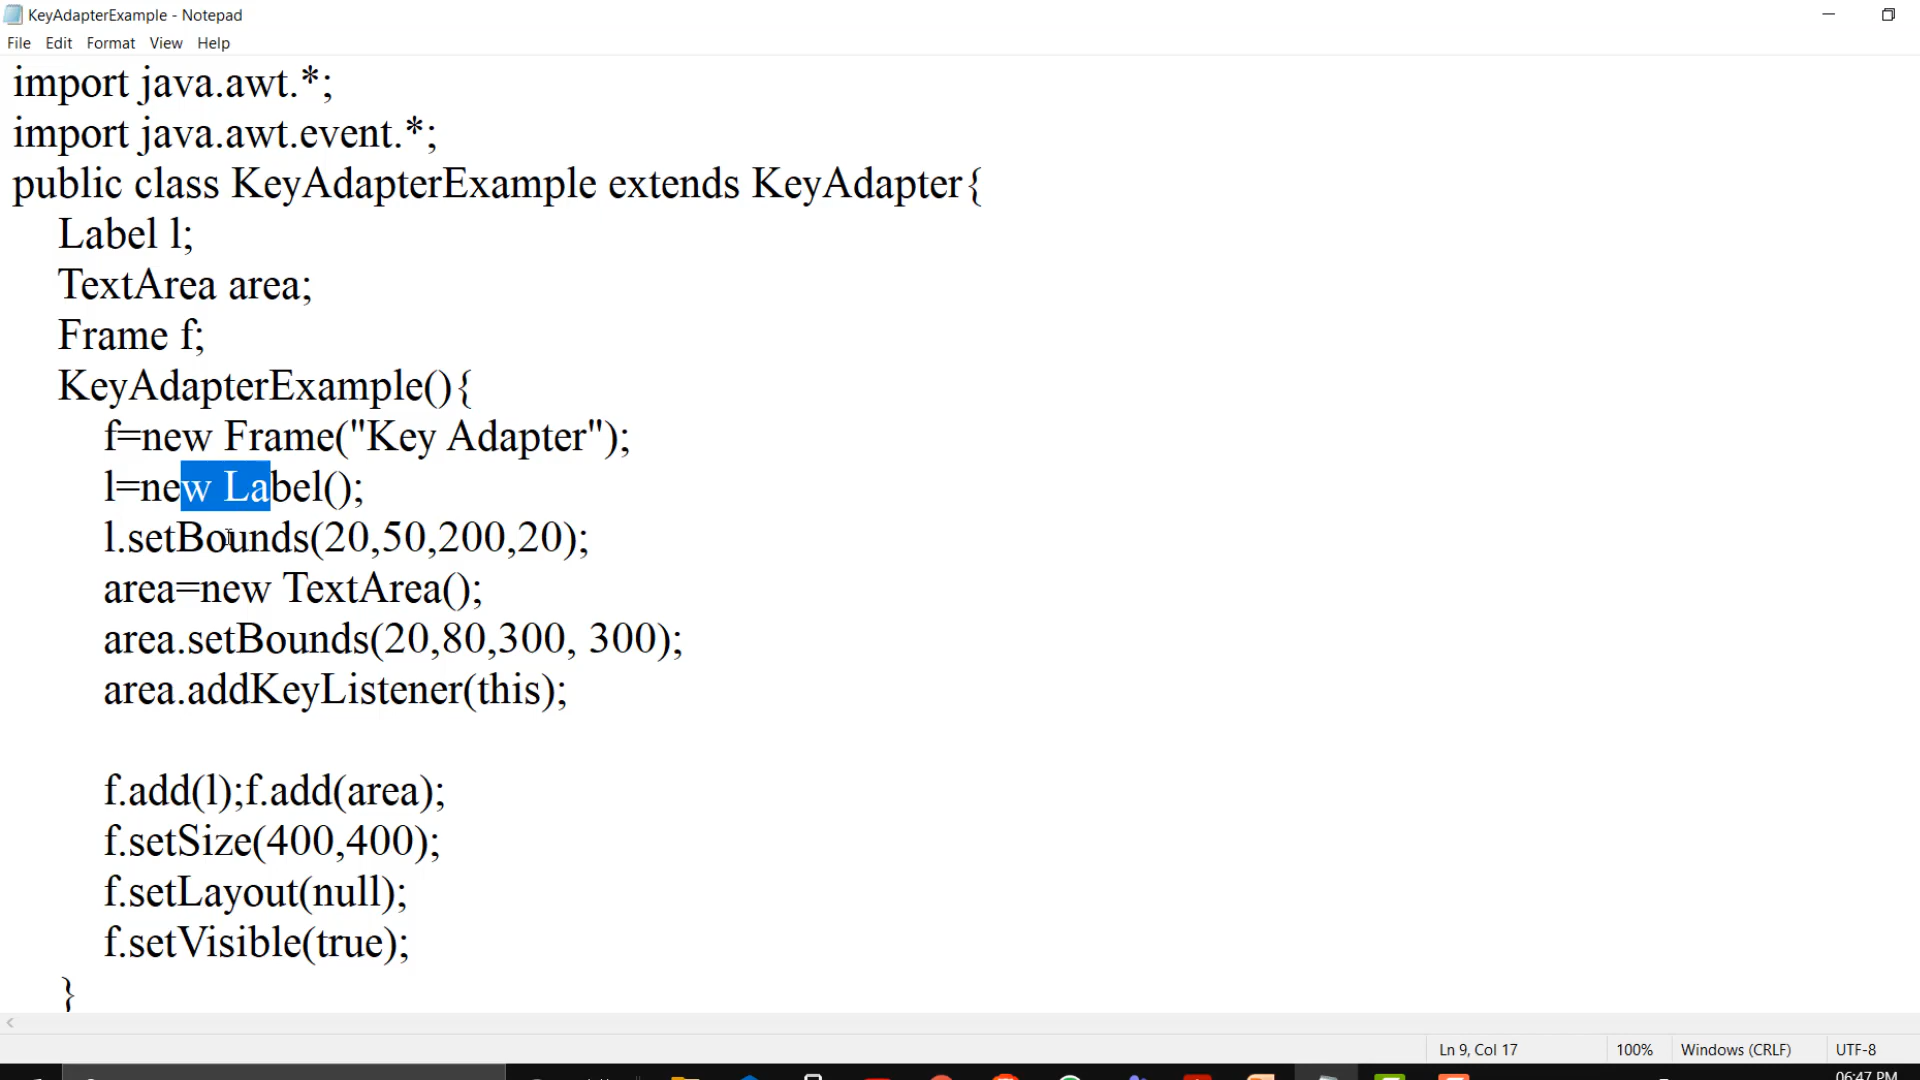 KeyAdapterExample - Notepad
File Edit Format View Help
import java.awt.*;
import java.awt.event.*;
public class KeyAdapterExample extends KeyAdapter{
Label l;
TextArea area;
Frame f;
KeyAdapterExample(){
f=new Frame("Key Adapter");
l=new Label();
l.setBounds(20,50,200,20);
area=new TextArea();
area.setBounds(20,80,300, 300);
area.addKeyListener(this);
f.add(l);f.add(area);
f.setSize(400,400);
f.setLayout(null);
f.setVisible(true);
}
Ln 9, Col 17 100% Windows (CRLF) UTF-8
06:47 PM